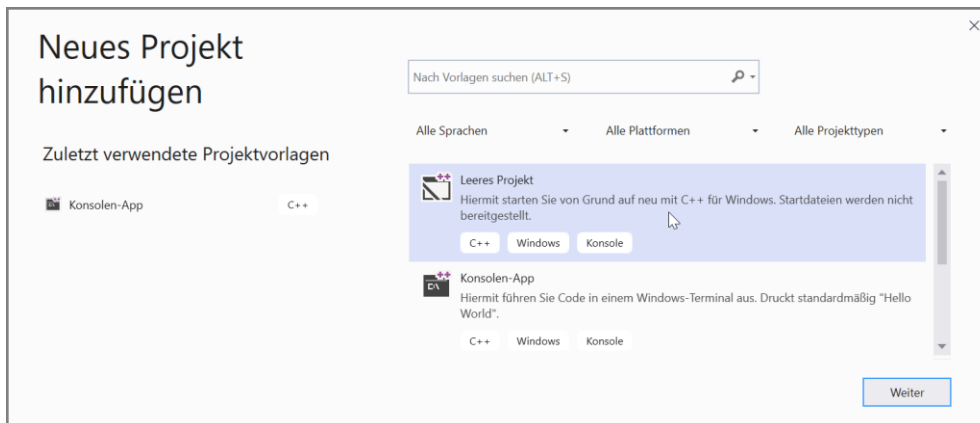 Neues Projekt
hinzufügen
Zuletzt verwendete Projektvorlagen
Konsolen-App C++
Nach Vorlagen suchen (ALT+S)
Alle Sprachen Alle Plattformen Alle Projekttypen
Leeres Projekt
Hiermit starten Sie von Grund auf neu mit C++ für Windows. Startdateien werden nicht
bereitgestellt.
C++ Windows Konsole
Konsolen-App
Hiermit führen Sie Code in einem Windows-Terminal aus. Druckt standardmäßig "Hello
World".
C++ Windows Konsole
Weiter